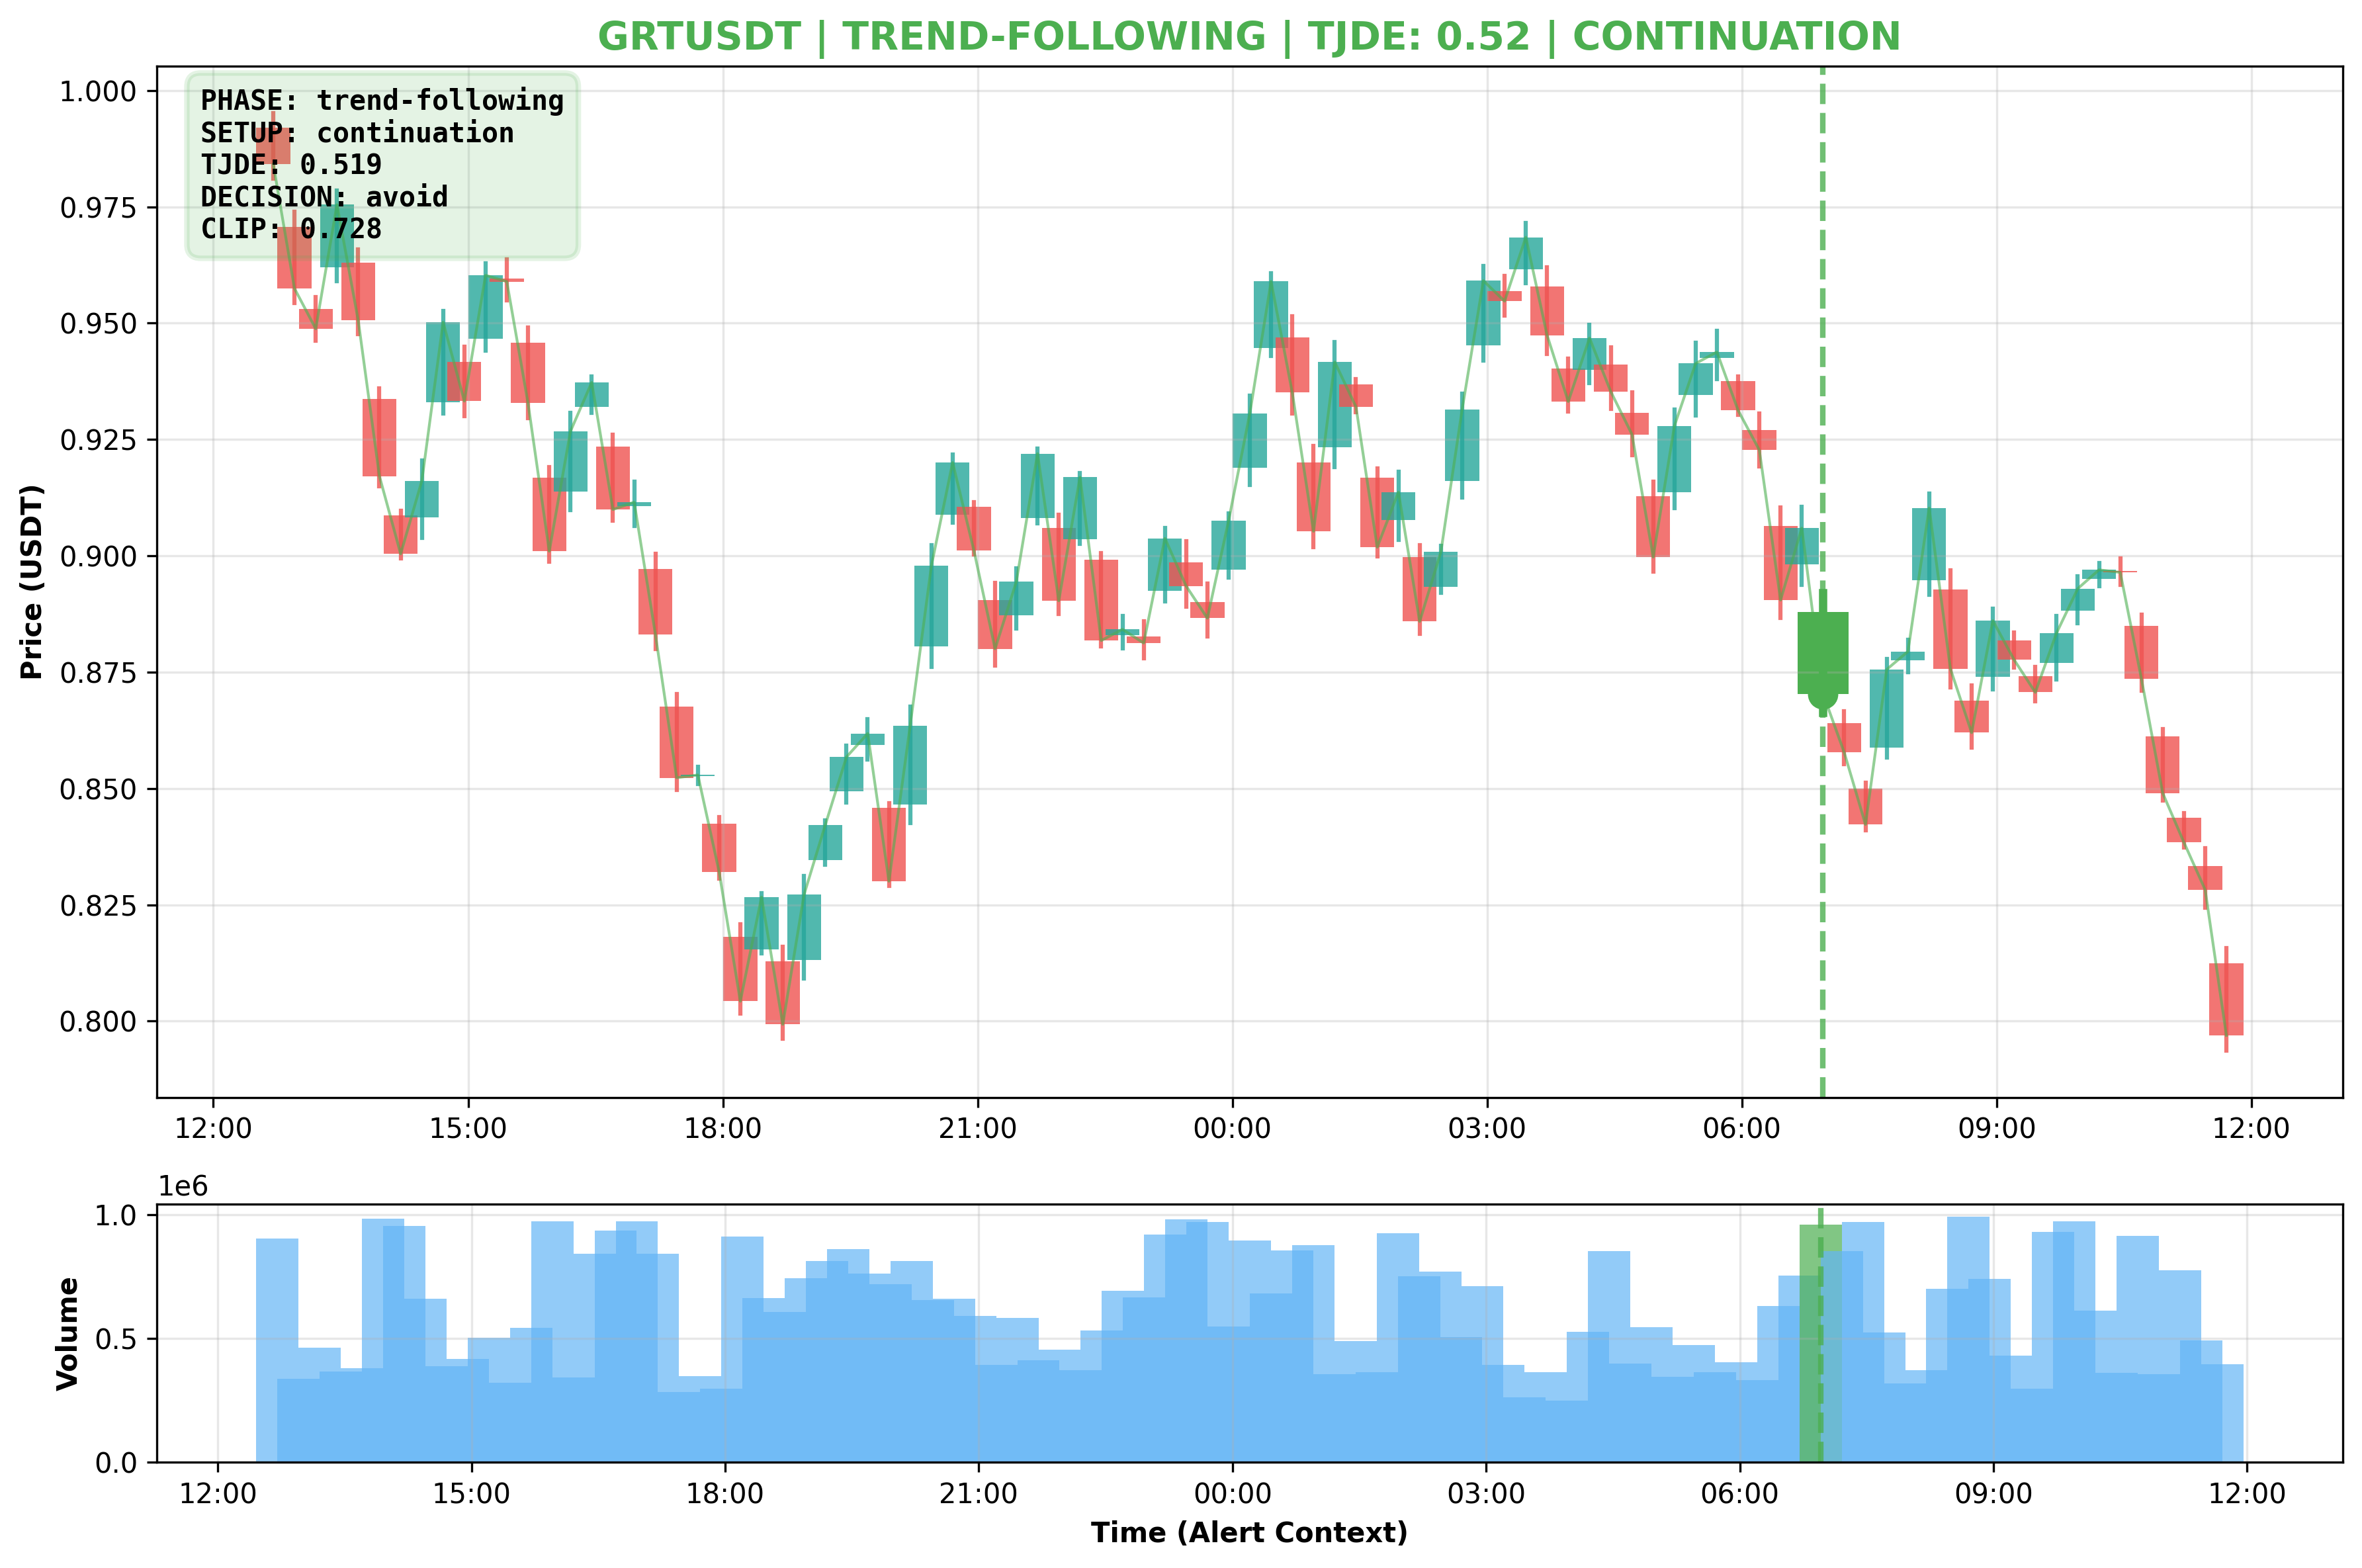 GRTUSDT | TREND-FOLLOWING | TJDE: 0.52 | CONTINUATION
PHASE: trend-following
SETUP: continuation
TJDE: 0.519
DECISION: avoid
CLIP: 0.728
Price (USDT)
1.000
0.975
0.950
0.925
0.900
0.875
0.850
0.825
0.800
12:00 15:00 18:00 21:00 00:00 03:00 06:00 09:00 12:00
1e6
Volume
1.0
0.5
0.0
12:00 15:00 18:00 21:00 00:00 03:00 06:00 09:00 12:00
Time (Alert Context)